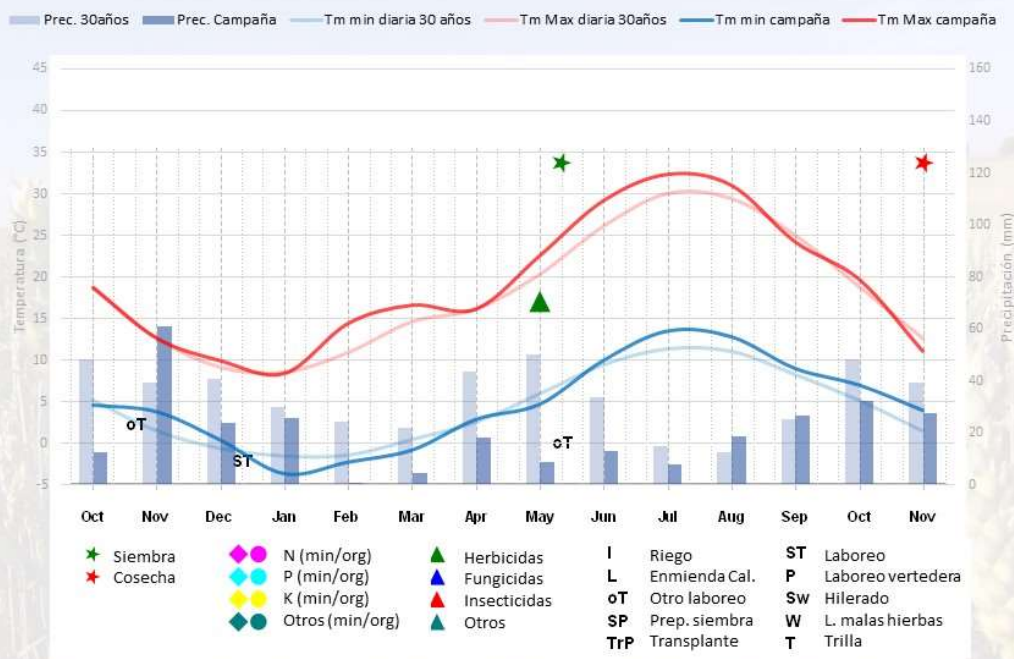 Prec. 30años Prec. Campaña Tm min diaria 30 años Tm Max diaria 30años Tm min campaña Tm Max campaña
45 160
40 140
35 120
30 100
25
20 80
15 60
10 40
5
0 20
-5 0
Temperatura (°C)
Precipitación (mm)
oT
ST
oT
Oct Nov Dec Jan Feb Mar Apr May Jun Jul Aug Sep Oct Nov
Siembra N (min/org) Herbicidas I Riego ST Laboreo
Cosecha P (min/org) Fungicidas L Enmienda Cal. P Laboreo vertedera
K (min/org) Insecticidas oT Otro laboreo Sw Hilerado
Otros (min/org) Otros SP Prep. siembra W L. malas hierbas
TrP Transplante T Trilla